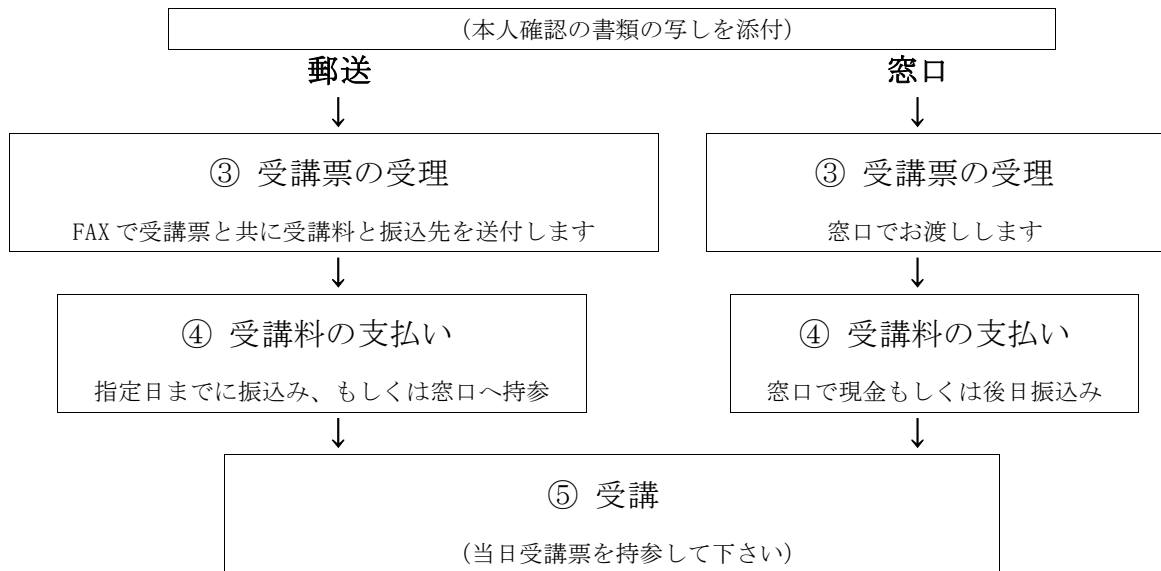 （本人確認の書類の写しを添付）
郵送
窓口
↓
↓
③ 受講票の受理
FAXで受講票と共に受講料と振込先を送付します
③ 受講票の受理
窓口でお渡しします
↓
↓
④ 受講料の支払い
指定日までに振込み、もしくは窓口へ持参
④ 受講料の支払い
窓口で現金もしくは後日振込み
↓
↓
⑤ 受講
（当日受講票を持参して下さい）